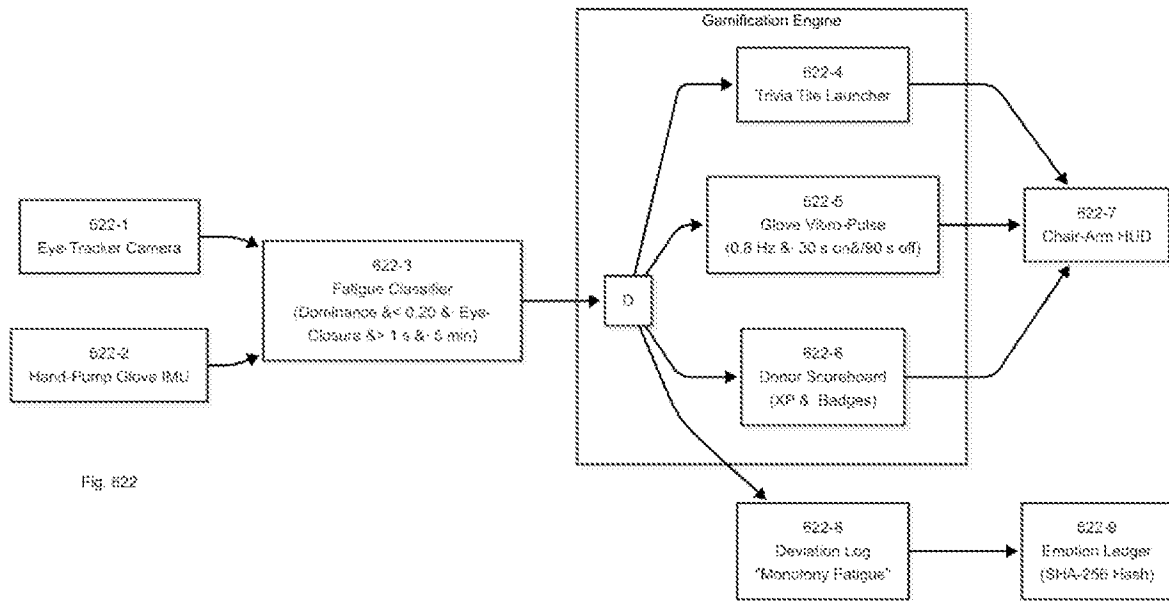 Gamification Engine
622-4
Trivia Tile Launcher
622-1
Eye-Tracker Camera
622-5
Glove Vibro-Pulse
(0.8 Hz &· 30 s on&/90 s off)
622-7
Chair-Arm HUD
622-3
Fatigue Classifier
(Dominance &< 0.20 &· Eye-
Closure &> 1 s &· 5 min)
D
622-2
Hand-Pump Glove IMU
622-6
Donor Scoreboard
(XP & Badges)
Fig. 622
622-8
Deviation Log
"Monotony Fatigue"
622-9
Emotion Ledger
(SHA-256 Hash)